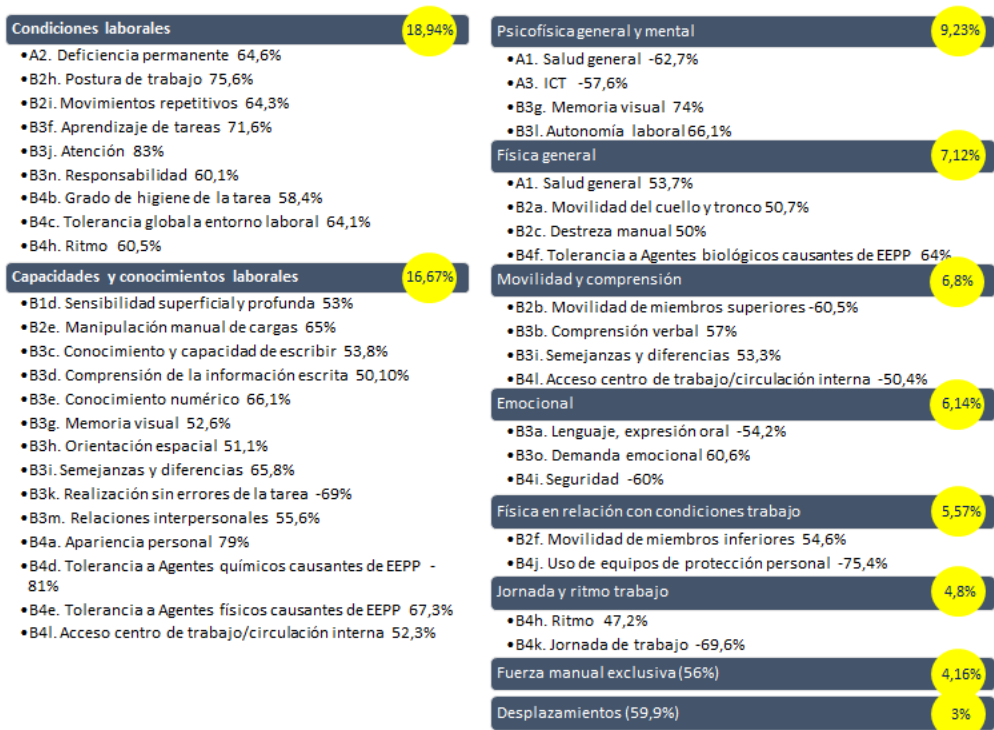 Condiciones laborales 18,94%
•A2. Deficiencia permanente 64,6%
•B2h. Postura de trabajo 75,6%
•B2i. Movimientos repetitivos 64,3%
•B3f. Aprendizaje de tareas 71,6%
•B3j. Atención 83%
•B3n. Responsabilidad 60,1%
•B4b. Grado de higiene de la tarea 58,4%
•B4c. Tolerancia global a entorno laboral 64,1%
•B4h. Ritmo 60,5%
Capacidades y conocimientos laborales 16,67%
•B1d. Sensibilidad superficial y profunda 53%
•B2e. Manipulación manual de cargas 65%
•B3c. Conocimiento y capacidad de escribir 53,8%
•B3d. Comprensión de la información escrita 50,10%
•B3e. Conocimiento numérico 66,1%
•B3g. Memoria visual 52,6%
•B3h. Orientación espacial 51,1%
•B3i. Semejanzas y diferencias 65,8%
•B3k. Realización sin errores de la tarea -69%
•B3m. Relaciones interpersonales 55,6%
•B4a. Apariencia personal 79%
•B4d. Tolerancia a Agentes químicos causantes de EEPP -
81%
•B4e. Tolerancia a Agentes físicos causantes de EEPP 67,3%
•B4l. Acceso centro de trabajo/circulación interna 52,3%
Psicofísica general y mental 9,23%
•A1. Salud general -62,7%
•A3. ICT -57,6%
•B3g. Memoria visual 74%
•B3l. Autonomía laboral 66,1%
Física general 7,12%
•A1. Salud general 53,7%
•B2a. Movilidad del cuello y tronco 50,7%
•B2c. Destreza manual 50%
•B4f. Tolerancia a Agentes biológicos causantes de EEPP 64%
Movilidad y comprensión 6,8%
•B2b. Movilidad de miembros superiores -60,5%
•B3b. Comprensión verbal 57%
•B3i. Semejanzas y diferencias 53,3%
•B4l. Acceso centro de trabajo/circulación interna -50,4%
Emocional 6,14%
•B3a. Lenguaje, expresión oral -54,2%
•B3o. Demanda emocional 60,6%
•B4i. Seguridad -60%
Física en relación con condiciones trabajo 5,57%
•B2f. Movilidad de miembros inferiores 54,6%
•B4j. Uso de equipos de protección personal -75,4%
Jornada y ritmo trabajo 4,8%
•B4h. Ritmo 47,2%
•B4k. Jornada de trabajo -69,6%
Fuerza manual exclusiva (56%) 4,16%
Desplazamientos (59,9%) 3%